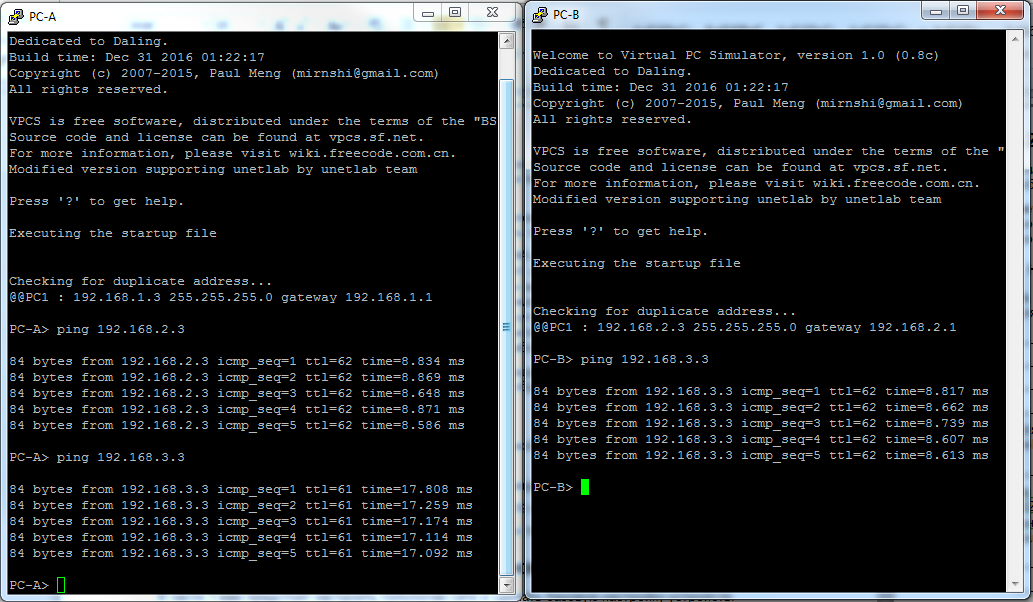 PC-A
Dedicated to Daling.
Build time: Dec 31 2016 01:22:17
Copyright (c) 2007-2015, Paul Meng (mirnshi@gmail.com)
All rights reserved.
VPCS is free software, distributed under the terms of the "BS
Source code and license can be found at vpcs.sf.net.
For more information, please visit wiki.freecode.com.cn.
Modified version supporting unetlab by unetlab team
Press '?' to get help.
Executing the startup file
Checking for duplicate address...
@@PC1 : 192.168.1.3 255.255.255.0 gateway 192.168.1.1
PC-A> ping 192.168.2.3
84 bytes from 192.168.2.3 icmp_seq=1 ttl=62 time=8.834 ms
84 bytes from 192.168.2.3 icmp_seq=2 ttl=62 time=8.869 ms
84 bytes from 192.168.2.3 icmp_seq=3 ttl=62 time=8.648 ms
84 bytes from 192.168.2.3 icmp_seq=4 ttl=62 time=8.871 ms
84 bytes from 192.168.2.3 icmp_seq=5 ttl=62 time=8.586 ms
PC-A> ping 192.168.3.3
84 bytes from 192.168.3.3 icmp_seq=1 ttl=61 time=17.808 ms
84 bytes from 192.168.3.3 icmp_seq=2 ttl=61 time=17.259 ms
84 bytes from 192.168.3.3 icmp_seq=3 ttl=61 time=17.174 ms
84 bytes from 192.168.3.3 icmp_seq=4 ttl=61 time=17.114 ms
84 bytes from 192.168.3.3 icmp_seq=5 ttl=61 time=17.092 ms
PC-A>
PC-B
Welcome to Virtual PC Simulator, version 1.0 (0.8c)
Dedicated to Daling.
Build time: Dec 31 2016 01:22:17
Copyright (c) 2007-2015, Paul Meng (mirnshi@gmail.com)
All rights reserved.
VPCS is free software, distributed under the terms of the "
Source code and license can be found at vpcs.sf.net.
For more information, please visit wiki.freecode.com.cn.
Modified version supporting unetlab by unetlab team
Press '?' to get help.
Executing the startup file
Checking for duplicate address...
@@PC1 : 192.168.2.3 255.255.255.0 gateway 192.168.2.1
PC-B> ping 192.168.3.3
84 bytes from 192.168.3.3 icmp_seq=1 ttl=62 time=8.817 ms
84 bytes from 192.168.3.3 icmp_seq=2 ttl=62 time=8.662 ms
84 bytes from 192.168.3.3 icmp_seq=3 ttl=62 time=8.739 ms
84 bytes from 192.168.3.3 icmp_seq=4 ttl=62 time=8.607 ms
84 bytes from 192.168.3.3 icmp_seq=5 ttl=62 time=8.613 ms
PC-B>